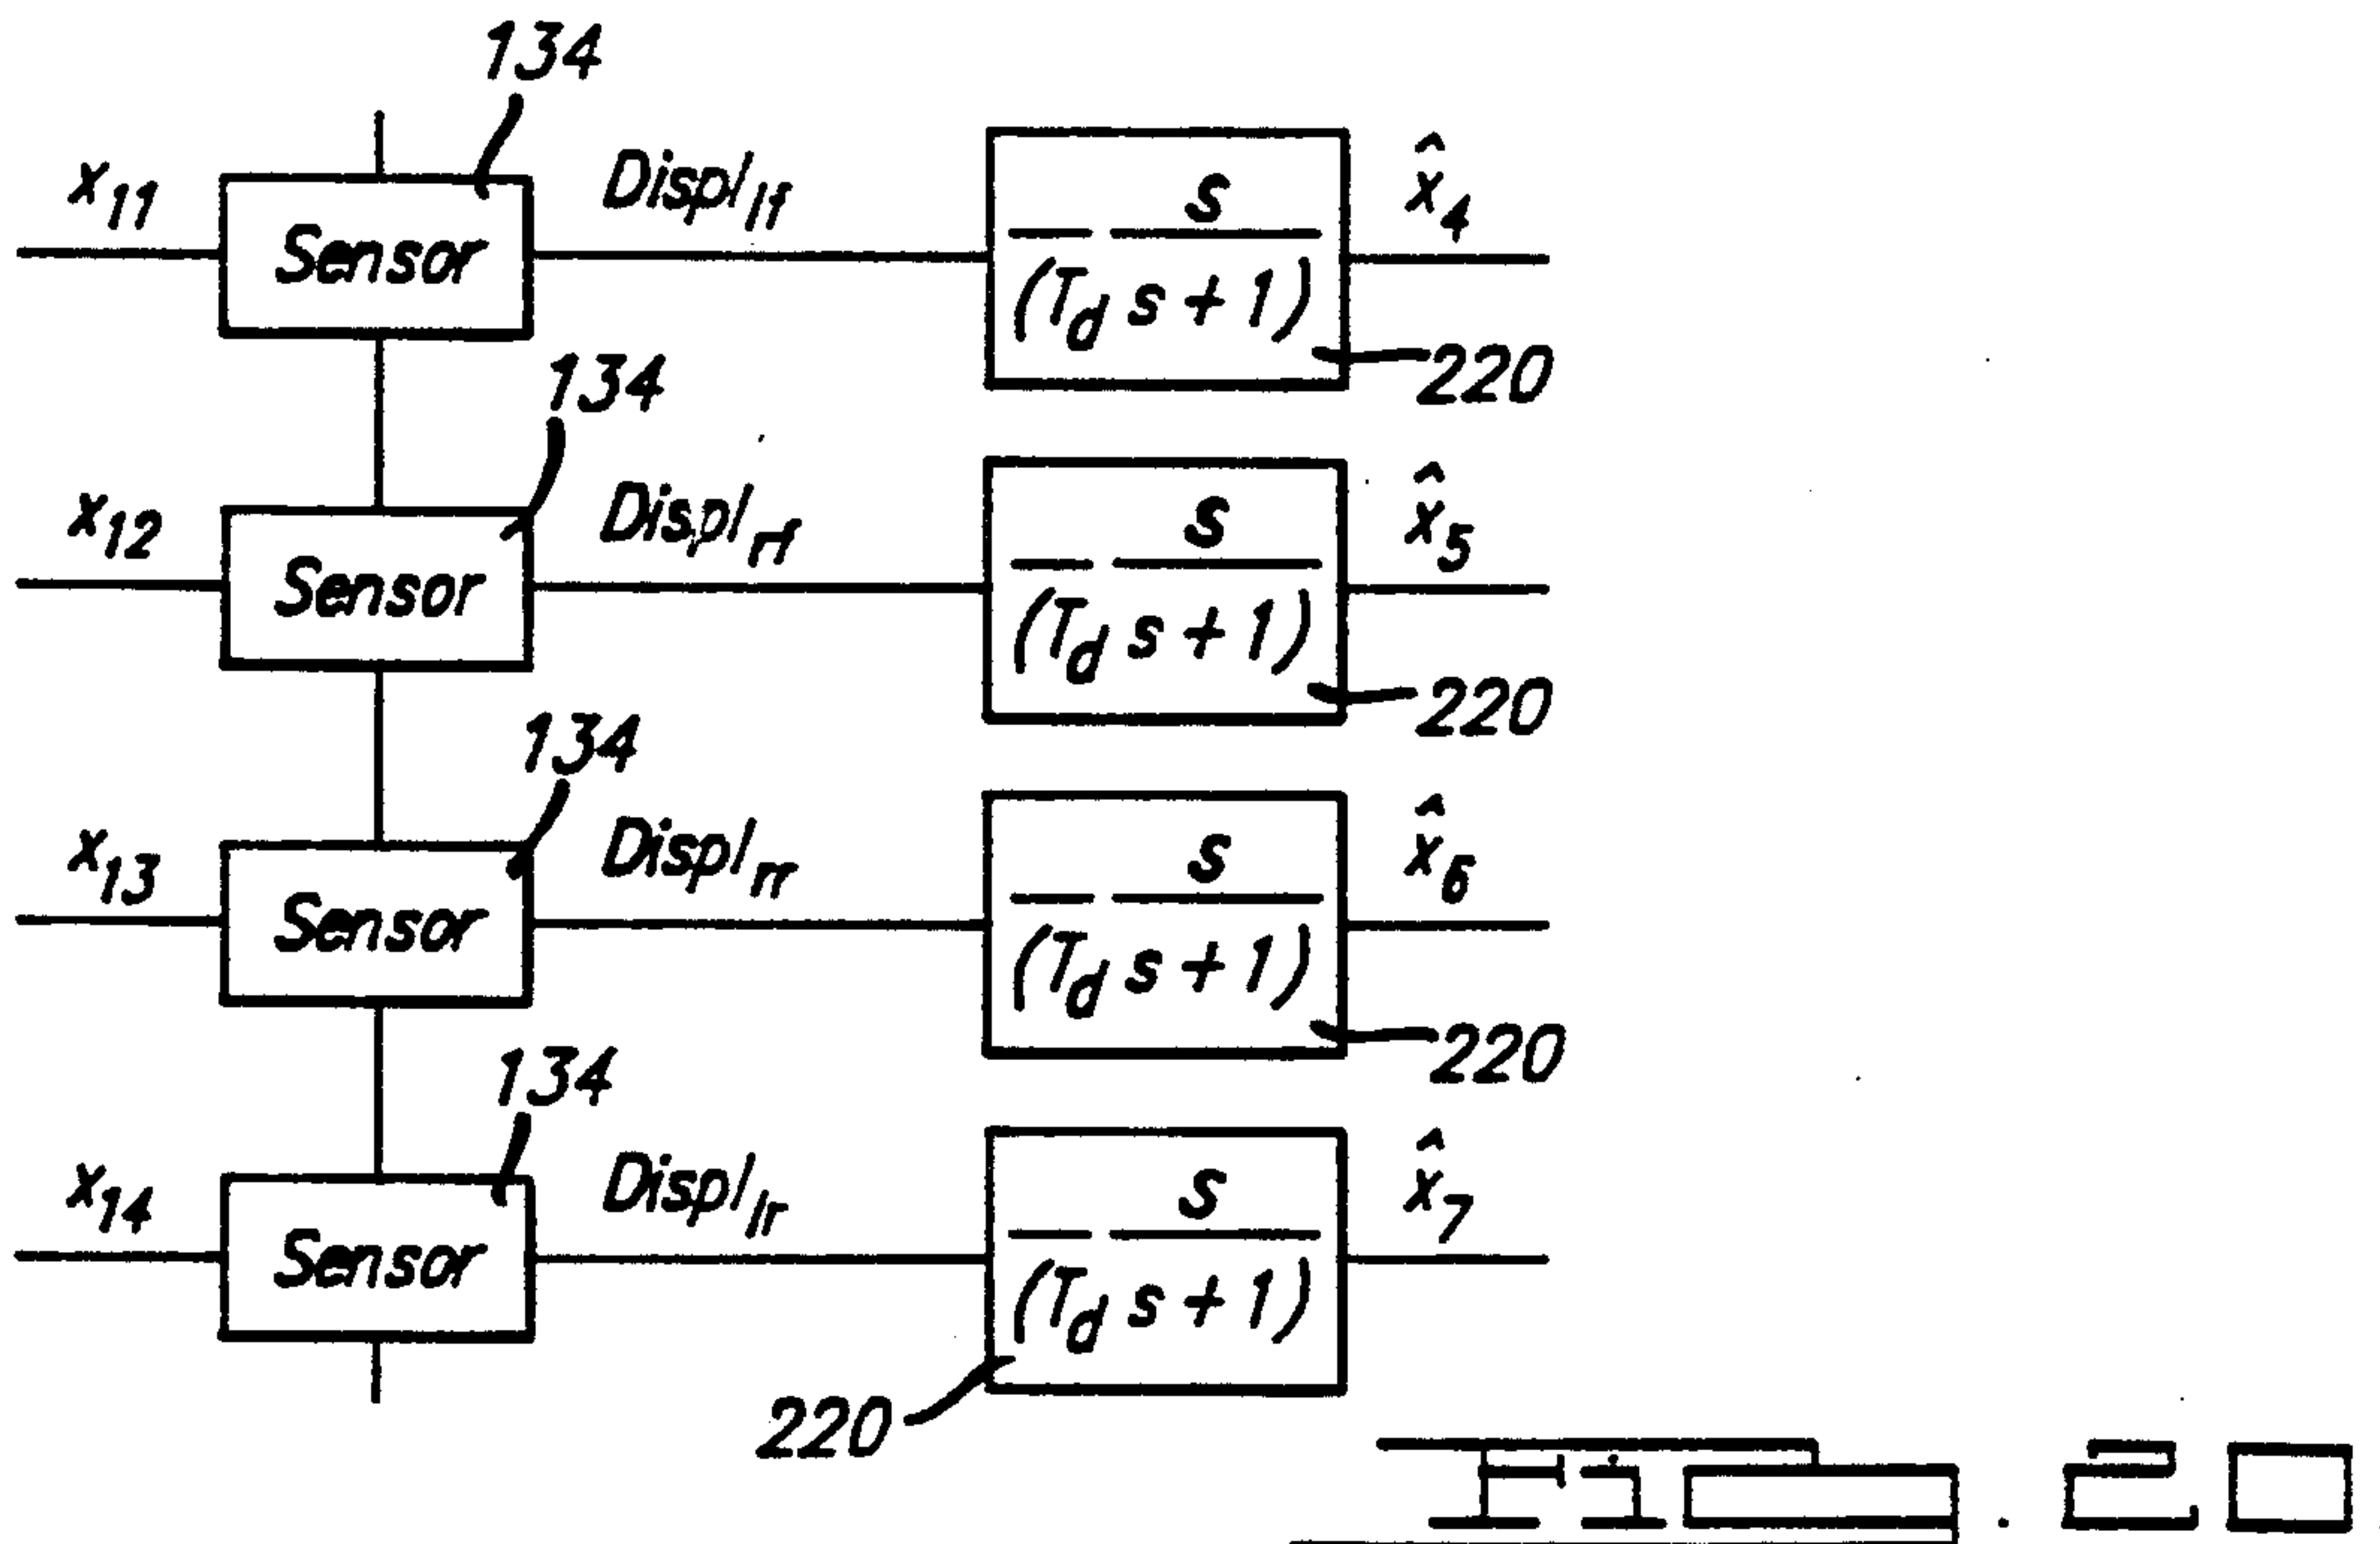 134
x11 Sensor Displlf s x̂4
— (Td s + 1)
220
134
x12 Sensor Displrf s x̂5
— (Td s + 1)
220
134
x13 Sensor Displrr s x̂6
— (Td s + 1)
220
134
x14 Sensor Displlr s x̂7
— (Td s + 1)
220
Fig. 20